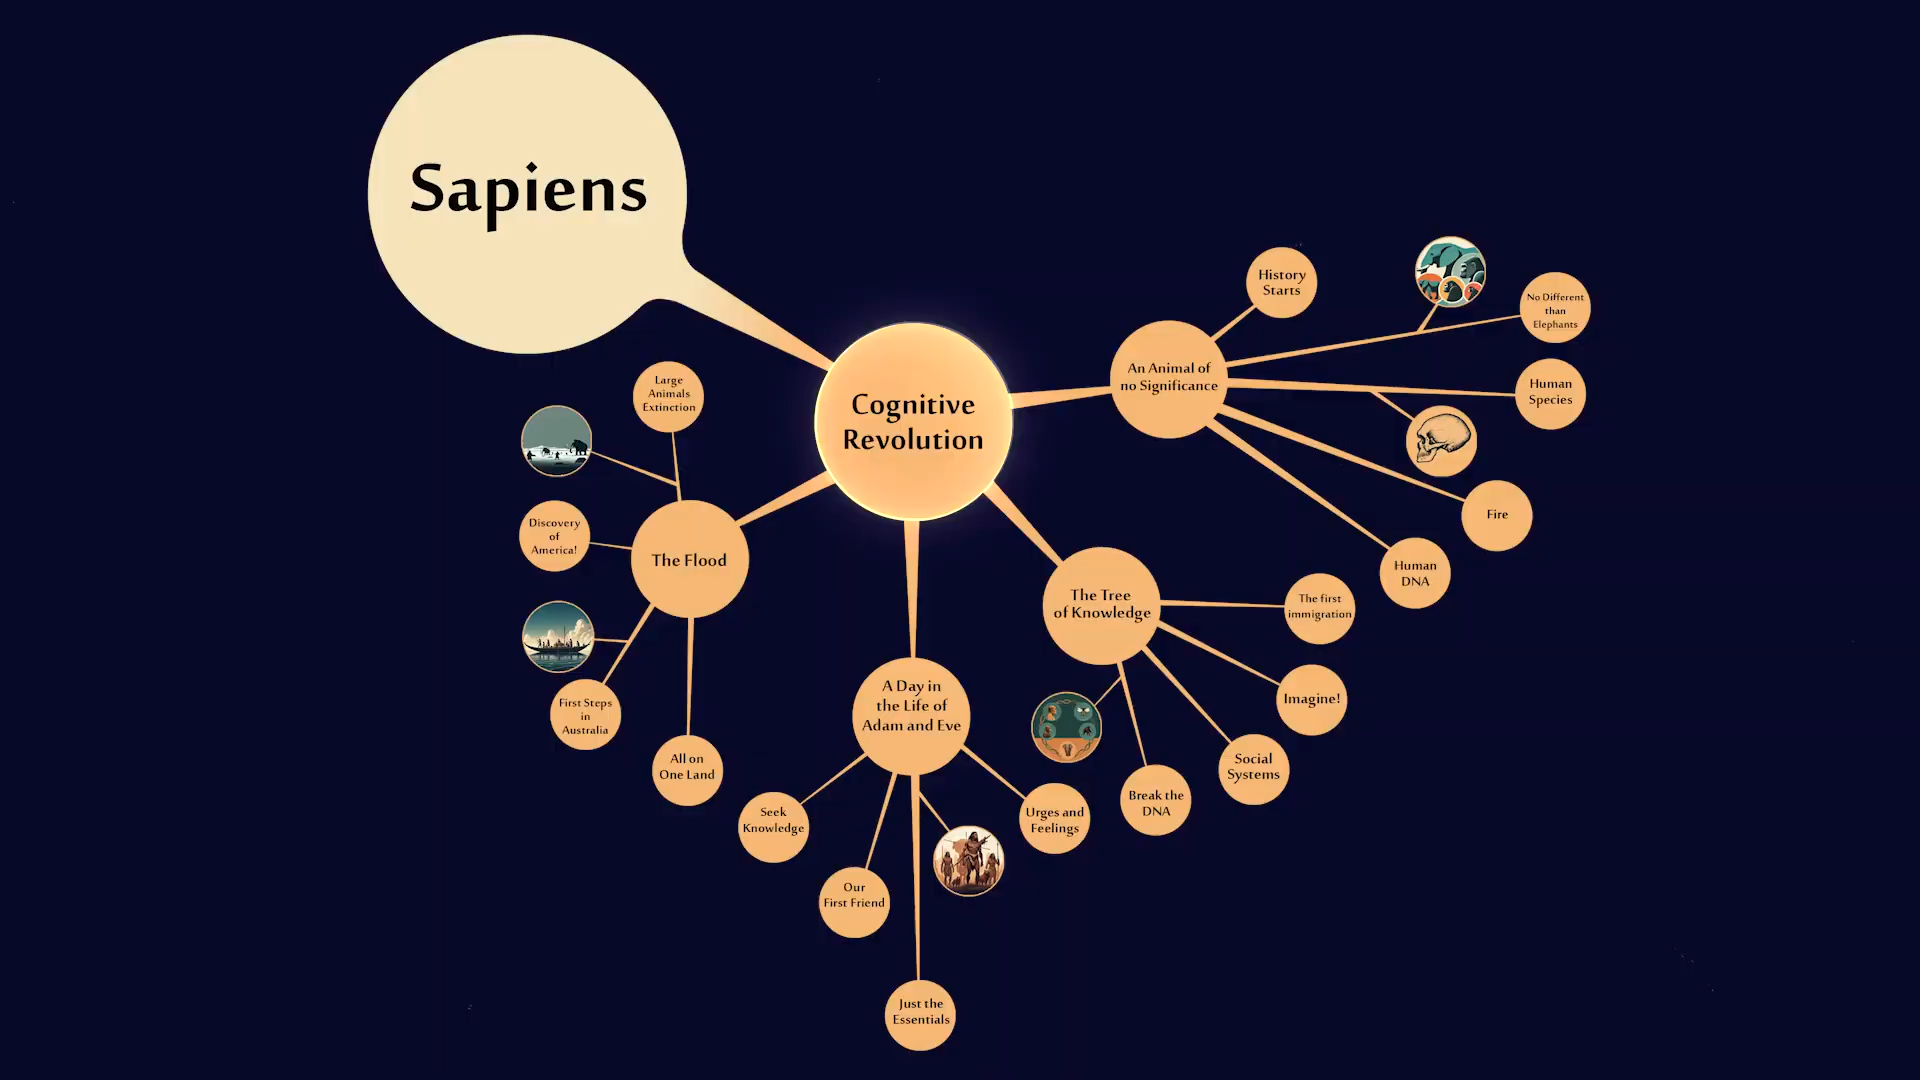 Sapiens
Cognitive
Revolution
An Animal of
no Significance
History
Starts
No Different
than
Elephants
Human
Species
Fire
Human
DNA
The Tree
of Knowledge
The first
immigration
Imagine!
Social
Systems
Break the
DNA
A Day in
the Life of
Adam and Eve
Urges and
Feelings
Just the
Essentials
Our
First Friend
Seek
Knowledge
The Flood
Large
Animals
Extinction
Discovery
of
America!
First Steps
in
Australia
All on
One Land